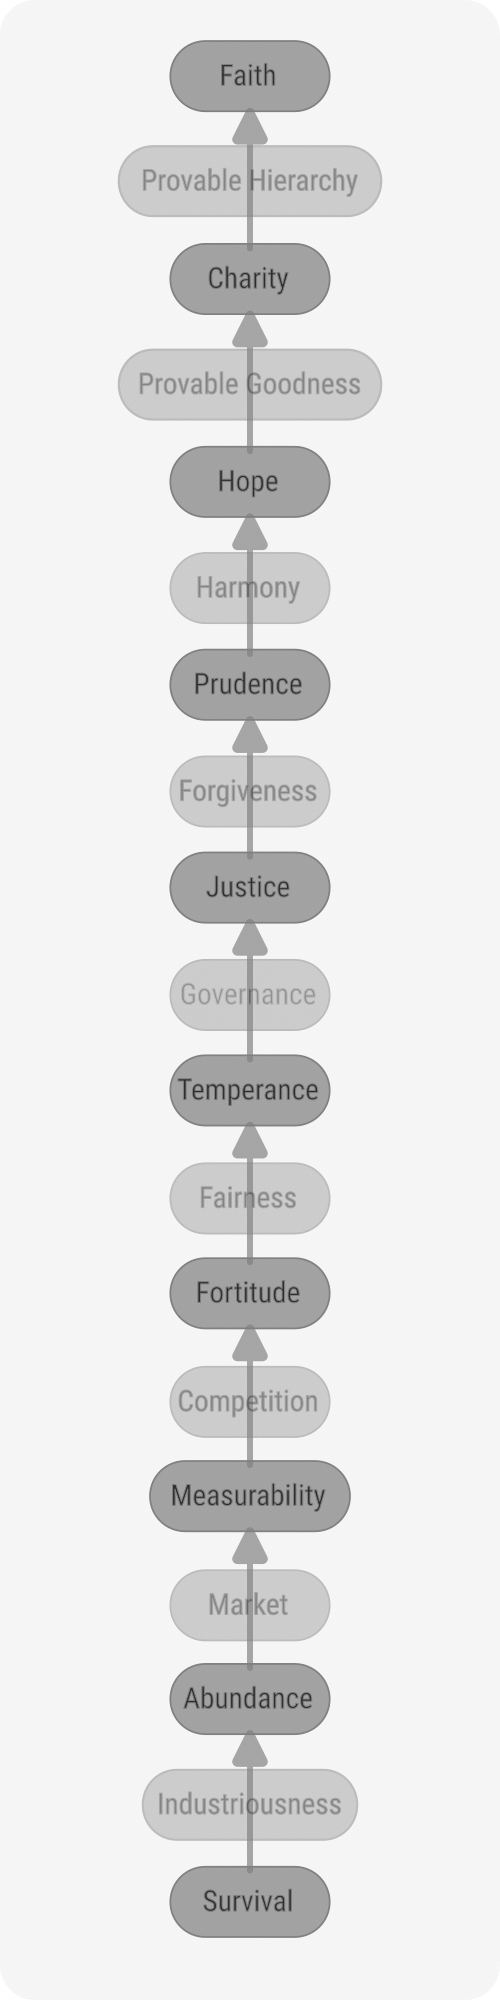 Faith
Provable Hierarchy
Charity
Provable Goodness
Hope
Harmony
Prudence
Forgiveness
Justice
Governance
Temperance
Fairness
Fortitude
Competition
Measurability
Market
Abundance
Industriousness
Survival